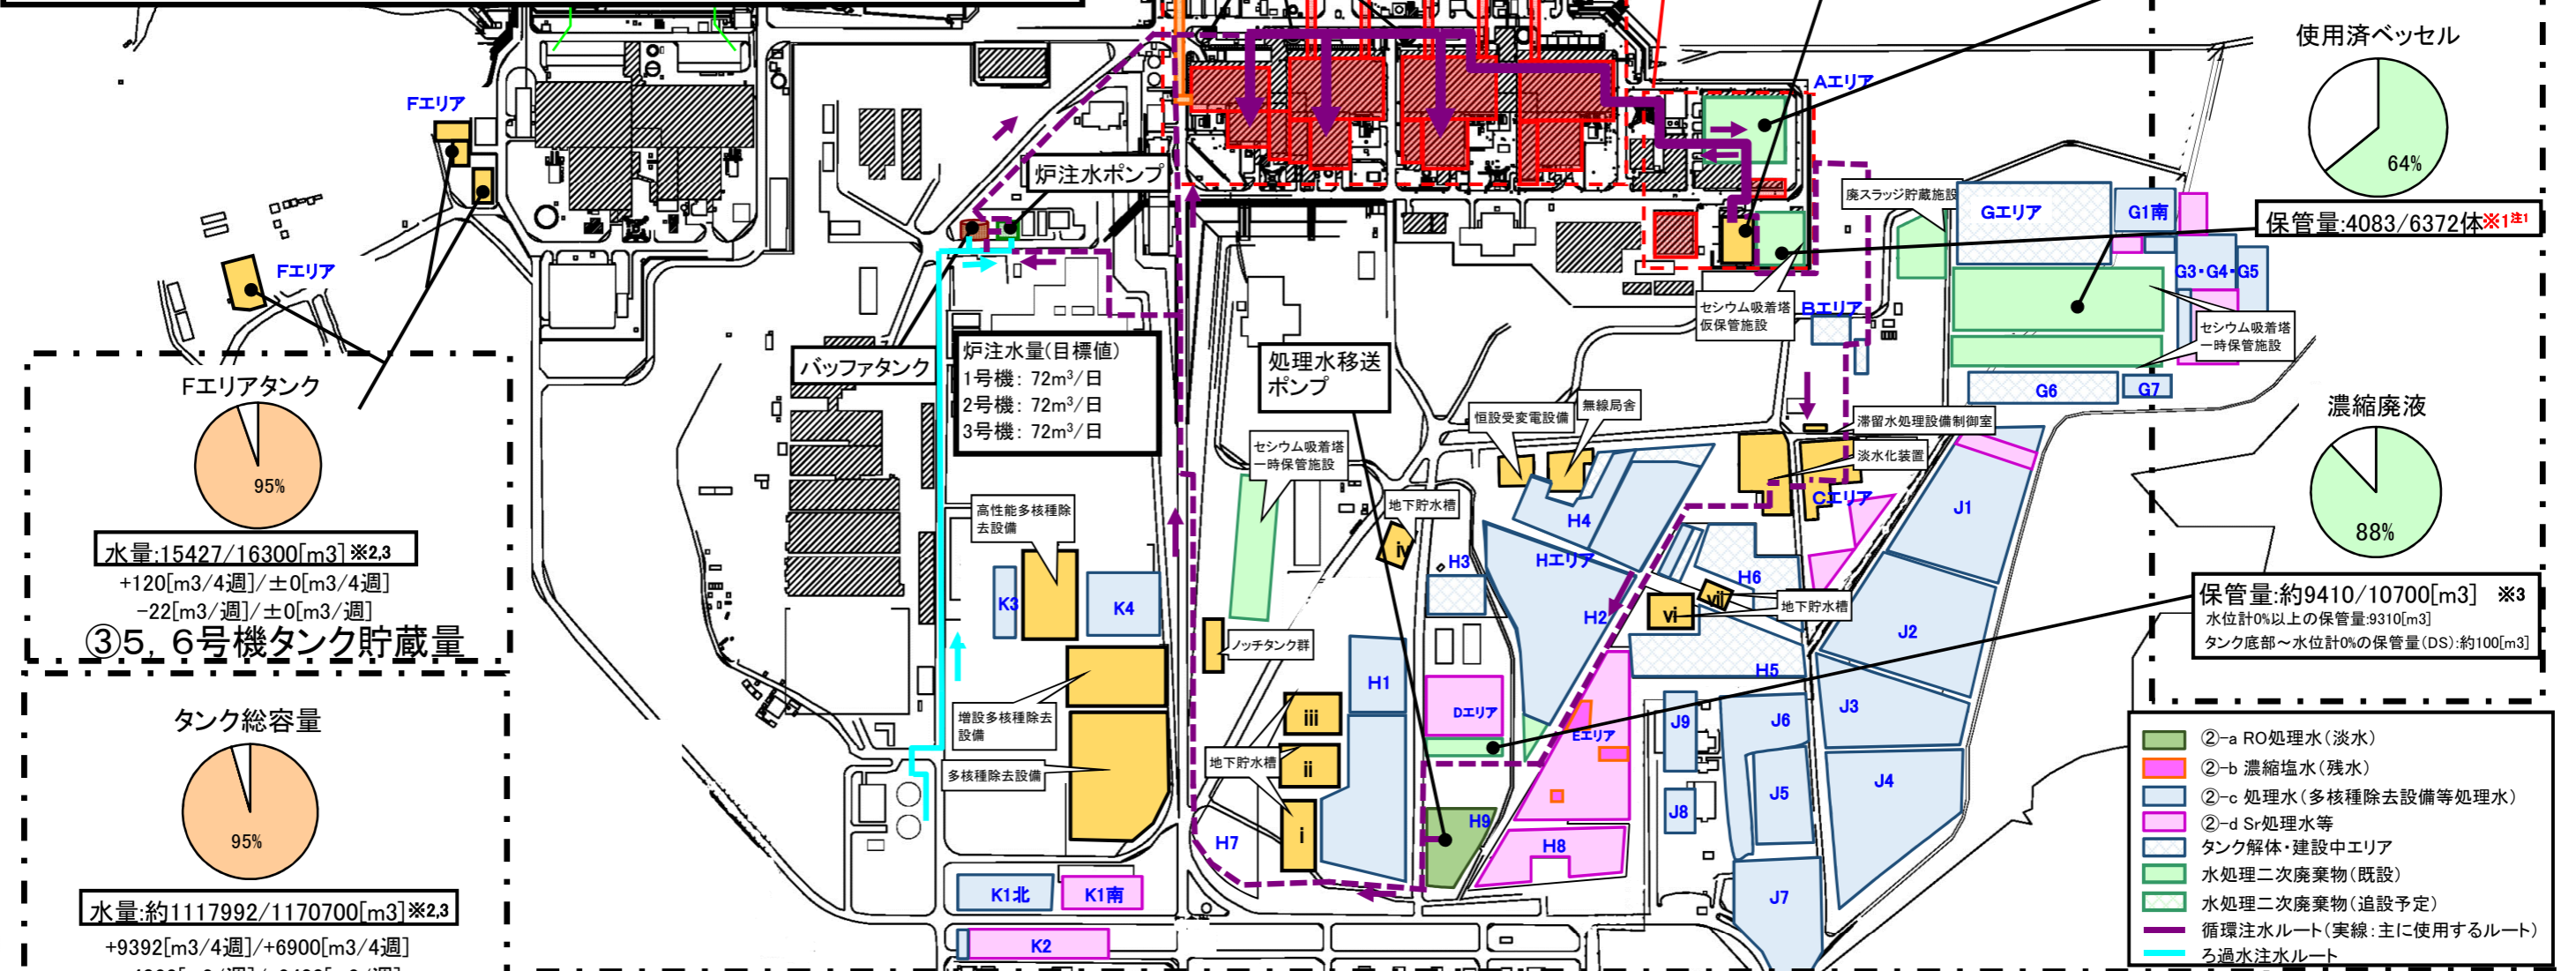 使用済ベッセル
64%
保管量:4083/6372体※1注1
Aエリア
Fエリア
炉注水ポンプ
廃スラッジ貯蔵施設
Gエリア
G1南
Fエリア
G3・G4・G5
セシウム吸着塔
仮保管施設
Bエリア
セシウム吸着塔
一時保管施設
バッファタンク
炉注水量(目標値)
1号機: 72m³/日
2号機: 72m³/日
3号機: 72m³/日
処理水移送
ポンプ
G6
G7
Fエリアタンク
95%
水量:15427/16300[m3]※2,3
+120[m3/4週]/±0[m3/4週]
-22[m3/週]/±0[m3/週]
③5, 6号機タンク貯蔵量
恒設受変電設備
無線局舎
滞留水処理設備制御室
淡水化装置
Cエリア
セシウム吸着塔
一時保管施設
濃縮廃液
88%
保管量:約9410/10700[m3] ※3
水位計0%以上の保管量:9310[m3]
タンク底部～水位計0%の保管量(DS):約100[m3]
高性能多核種除
去設備
地下貯水槽
iv
H3
H4
Hエリア
H2
H6
vii
vi
地下貯水槽
H5
J1
J2
K3
K4
ノッチタンク群
H1
Dエリア
Eエリア
J9
J6
J3
増設多核種除去
設備
多核種除去設備
地下貯水槽
iii
ii
i
J8
J5
J4
H7
H9
H8
J7
K1北
K1南
K2
タンク総容量
95%
水量:約1117992/1170700[m3]※2,3
+9392[m3/4週]/+6900[m3/4週]
②-a RO処理水(淡水)
②-b 濃縮塩水(残水)
②-c 処理水(多核種除去設備等処理水)
②-d Sr処理水等
タンク解体・建設中エリア
水処理二次廃棄物(既設)
水処理二次廃棄物(追設予定)
循環注水ルート(実線:主に使用するルート)
ろ過水注水ルート